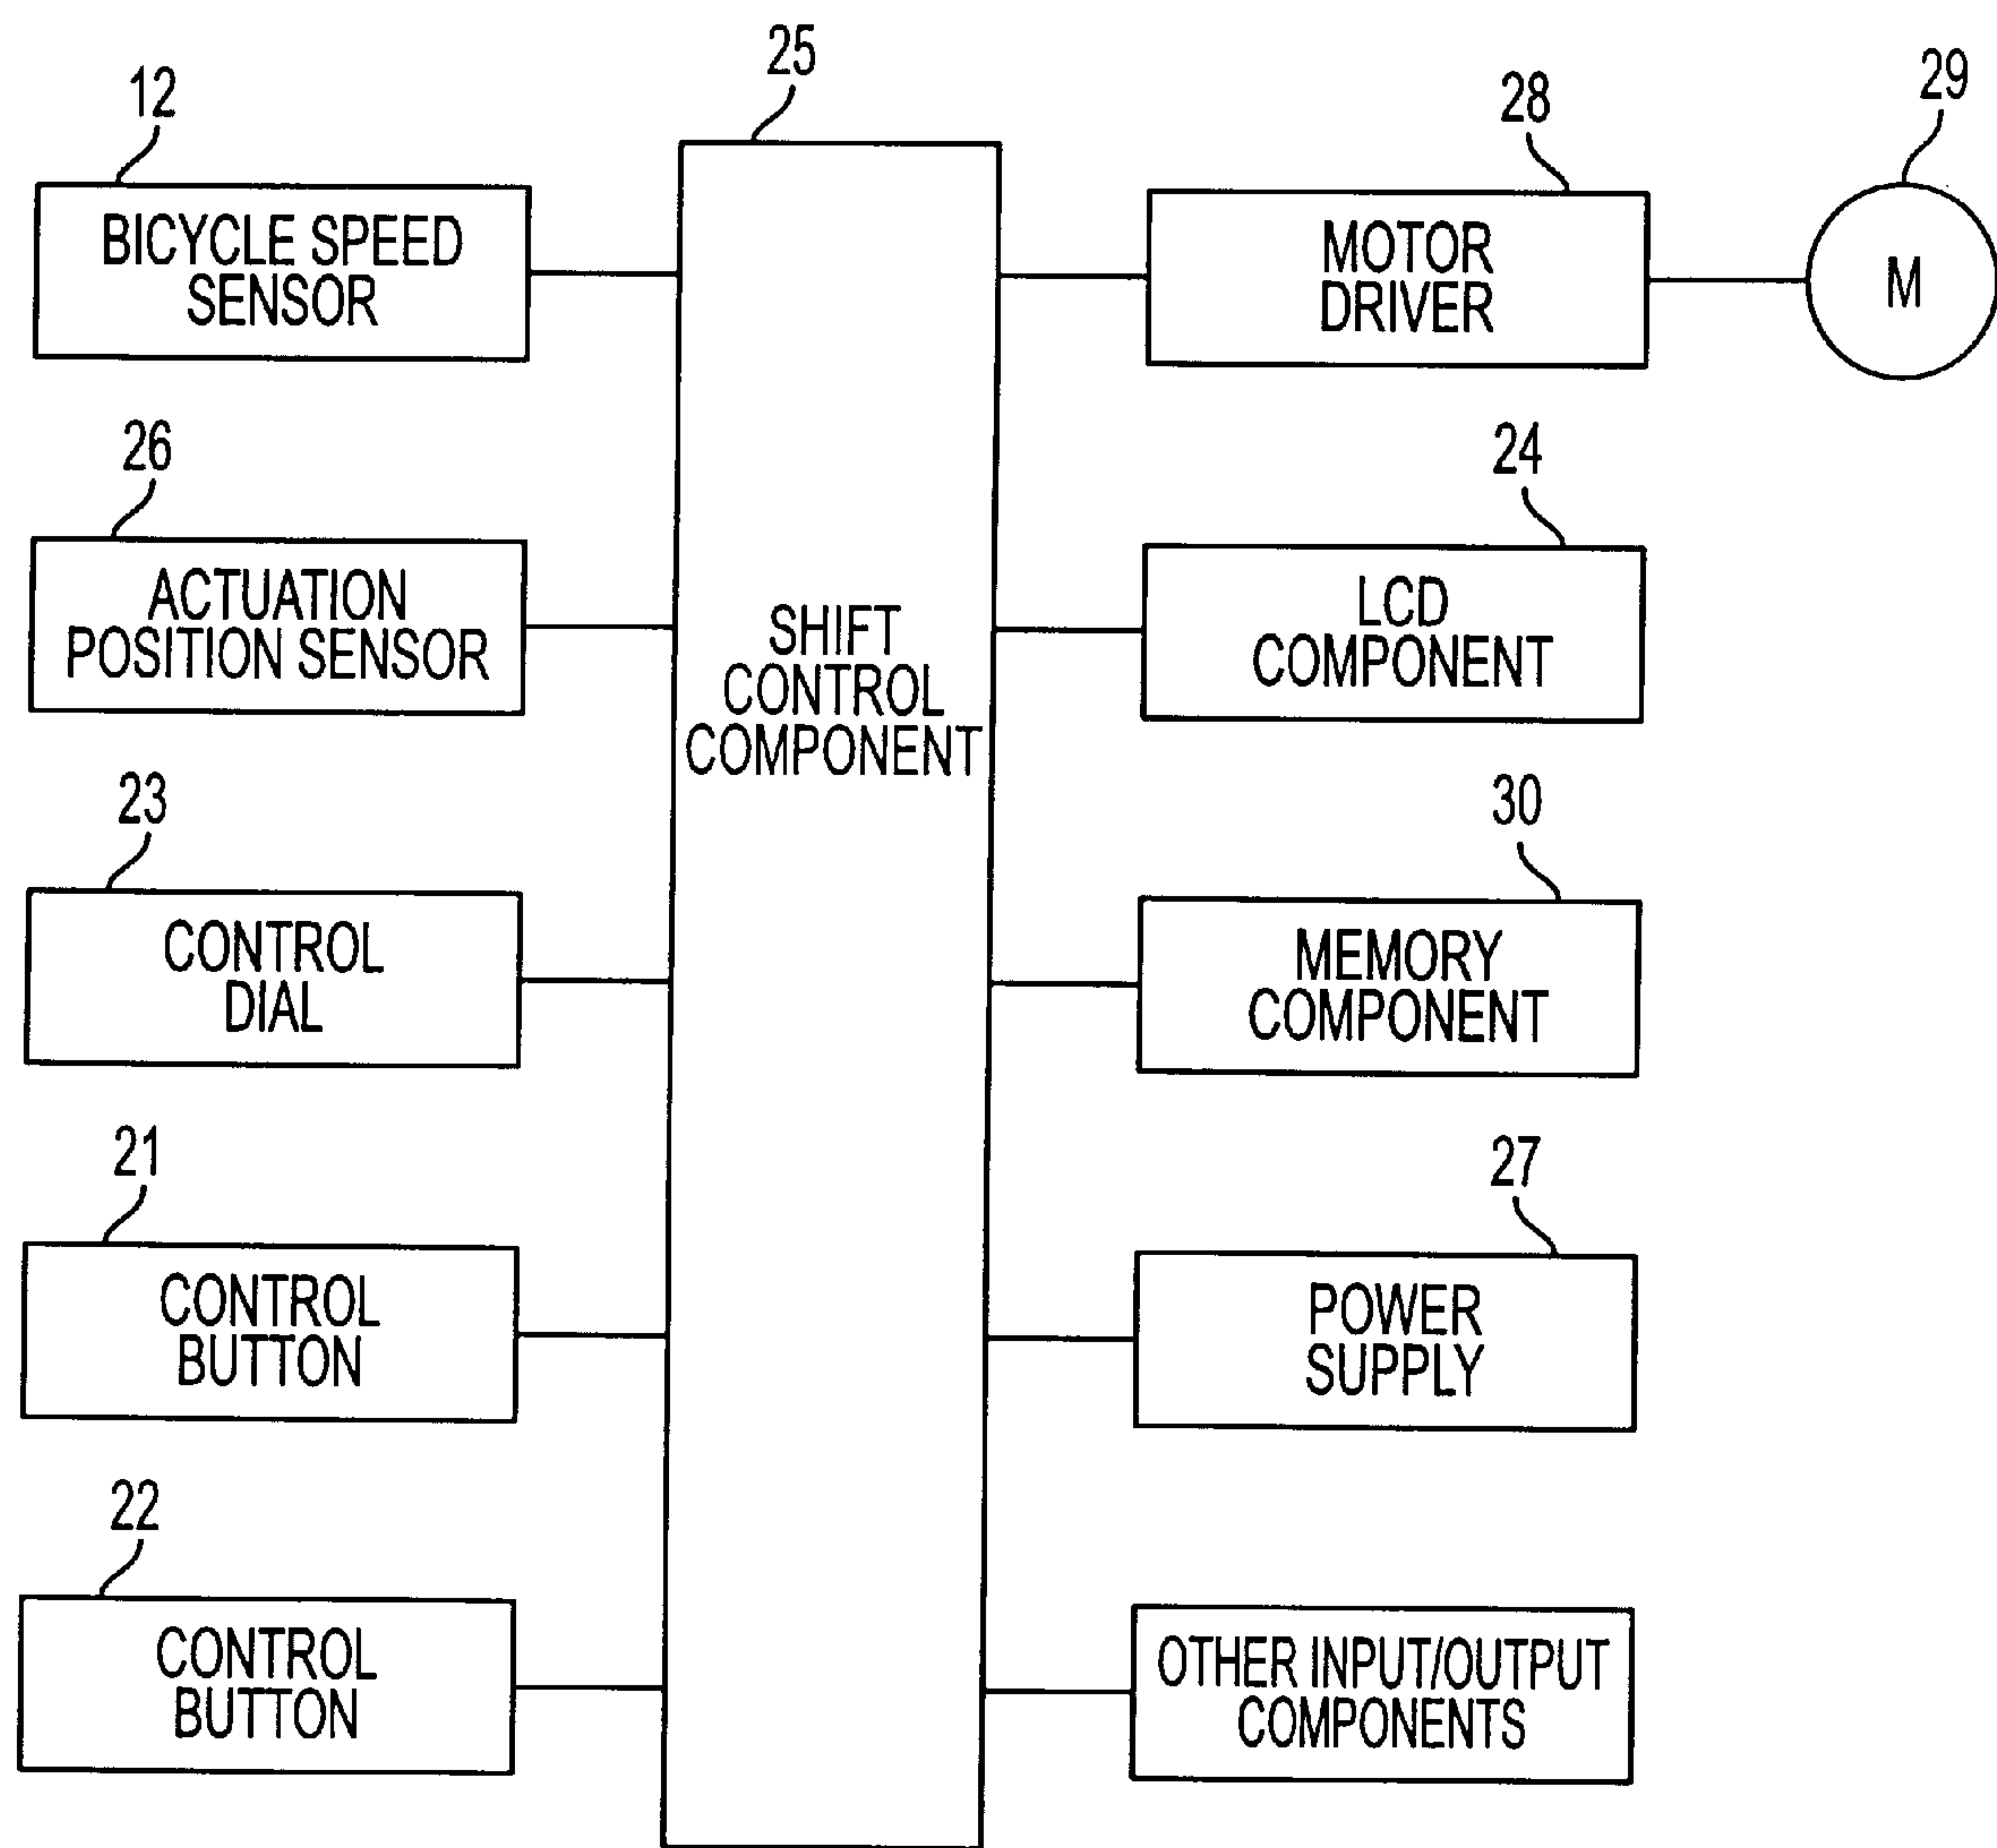 25
12
28
29
BICYCLE SPEED
SENSOR
MOTOR
DRIVER
M
26
24
ACTUATION
POSITION SENSOR
SHIFT
CONTROL
COMPONENT
LCD
COMPONENT
23
30
CONTROL
DIAL
MEMORY
COMPONENT
21
27
CONTROL
BUTTON
POWER
SUPPLY
22
CONTROL
BUTTON
OTHER INPUT/OUTPUT
COMPONENTS